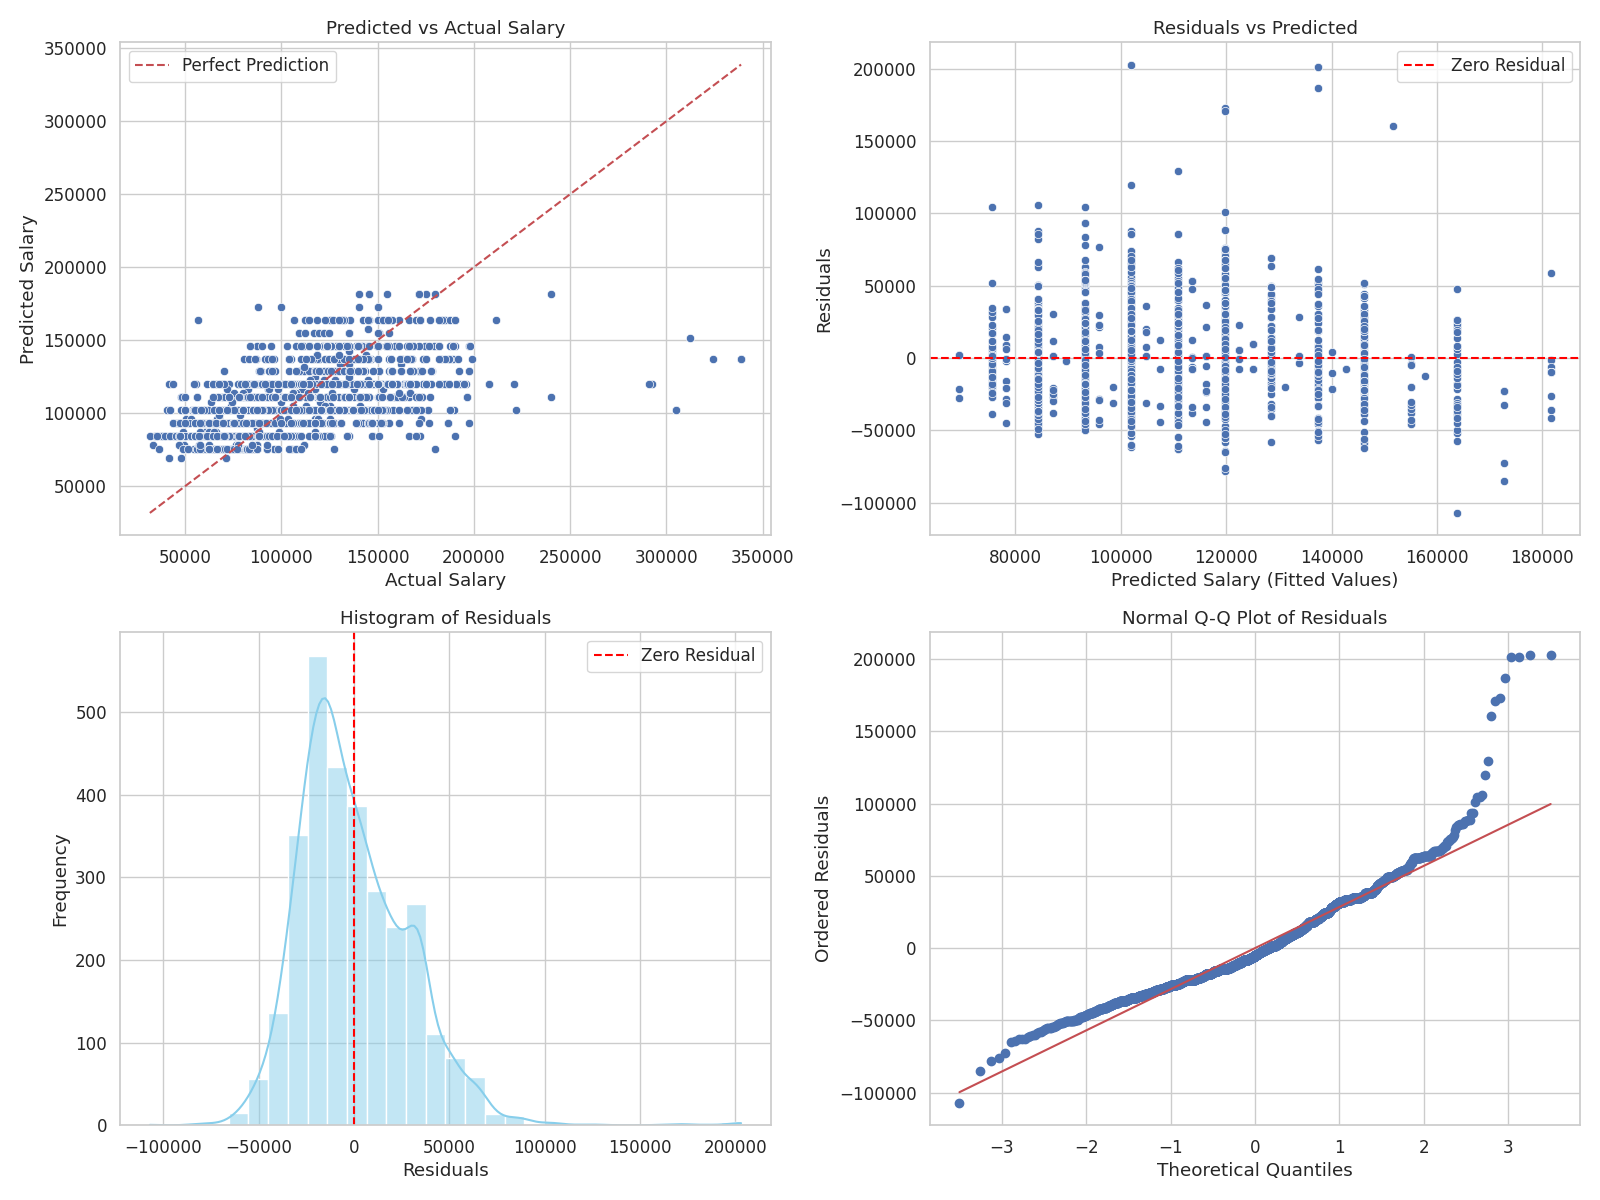 Predicted vs Actual Salary
350000
300000
250000
200000
150000
100000
50000
Predicted Salary
Perfect Prediction
50000 100000 150000 200000 250000 300000 350000
Actual Salary
Residuals vs Predicted
200000
150000
100000
50000
0
−50000
−100000
Residuals
Zero Residual
80000 100000 120000 140000 160000 180000
Predicted Salary (Fitted Values)
Histogram of Residuals
500
400
300
200
100
0
Frequency
Zero Residual
−100000 −50000 0 50000 100000 150000 200000
Residuals
Normal Q-Q Plot of Residuals
200000
150000
100000
50000
0
−50000
−100000
Ordered Residuals
−3 −2 −1 0 1 2 3
Theoretical Quantiles